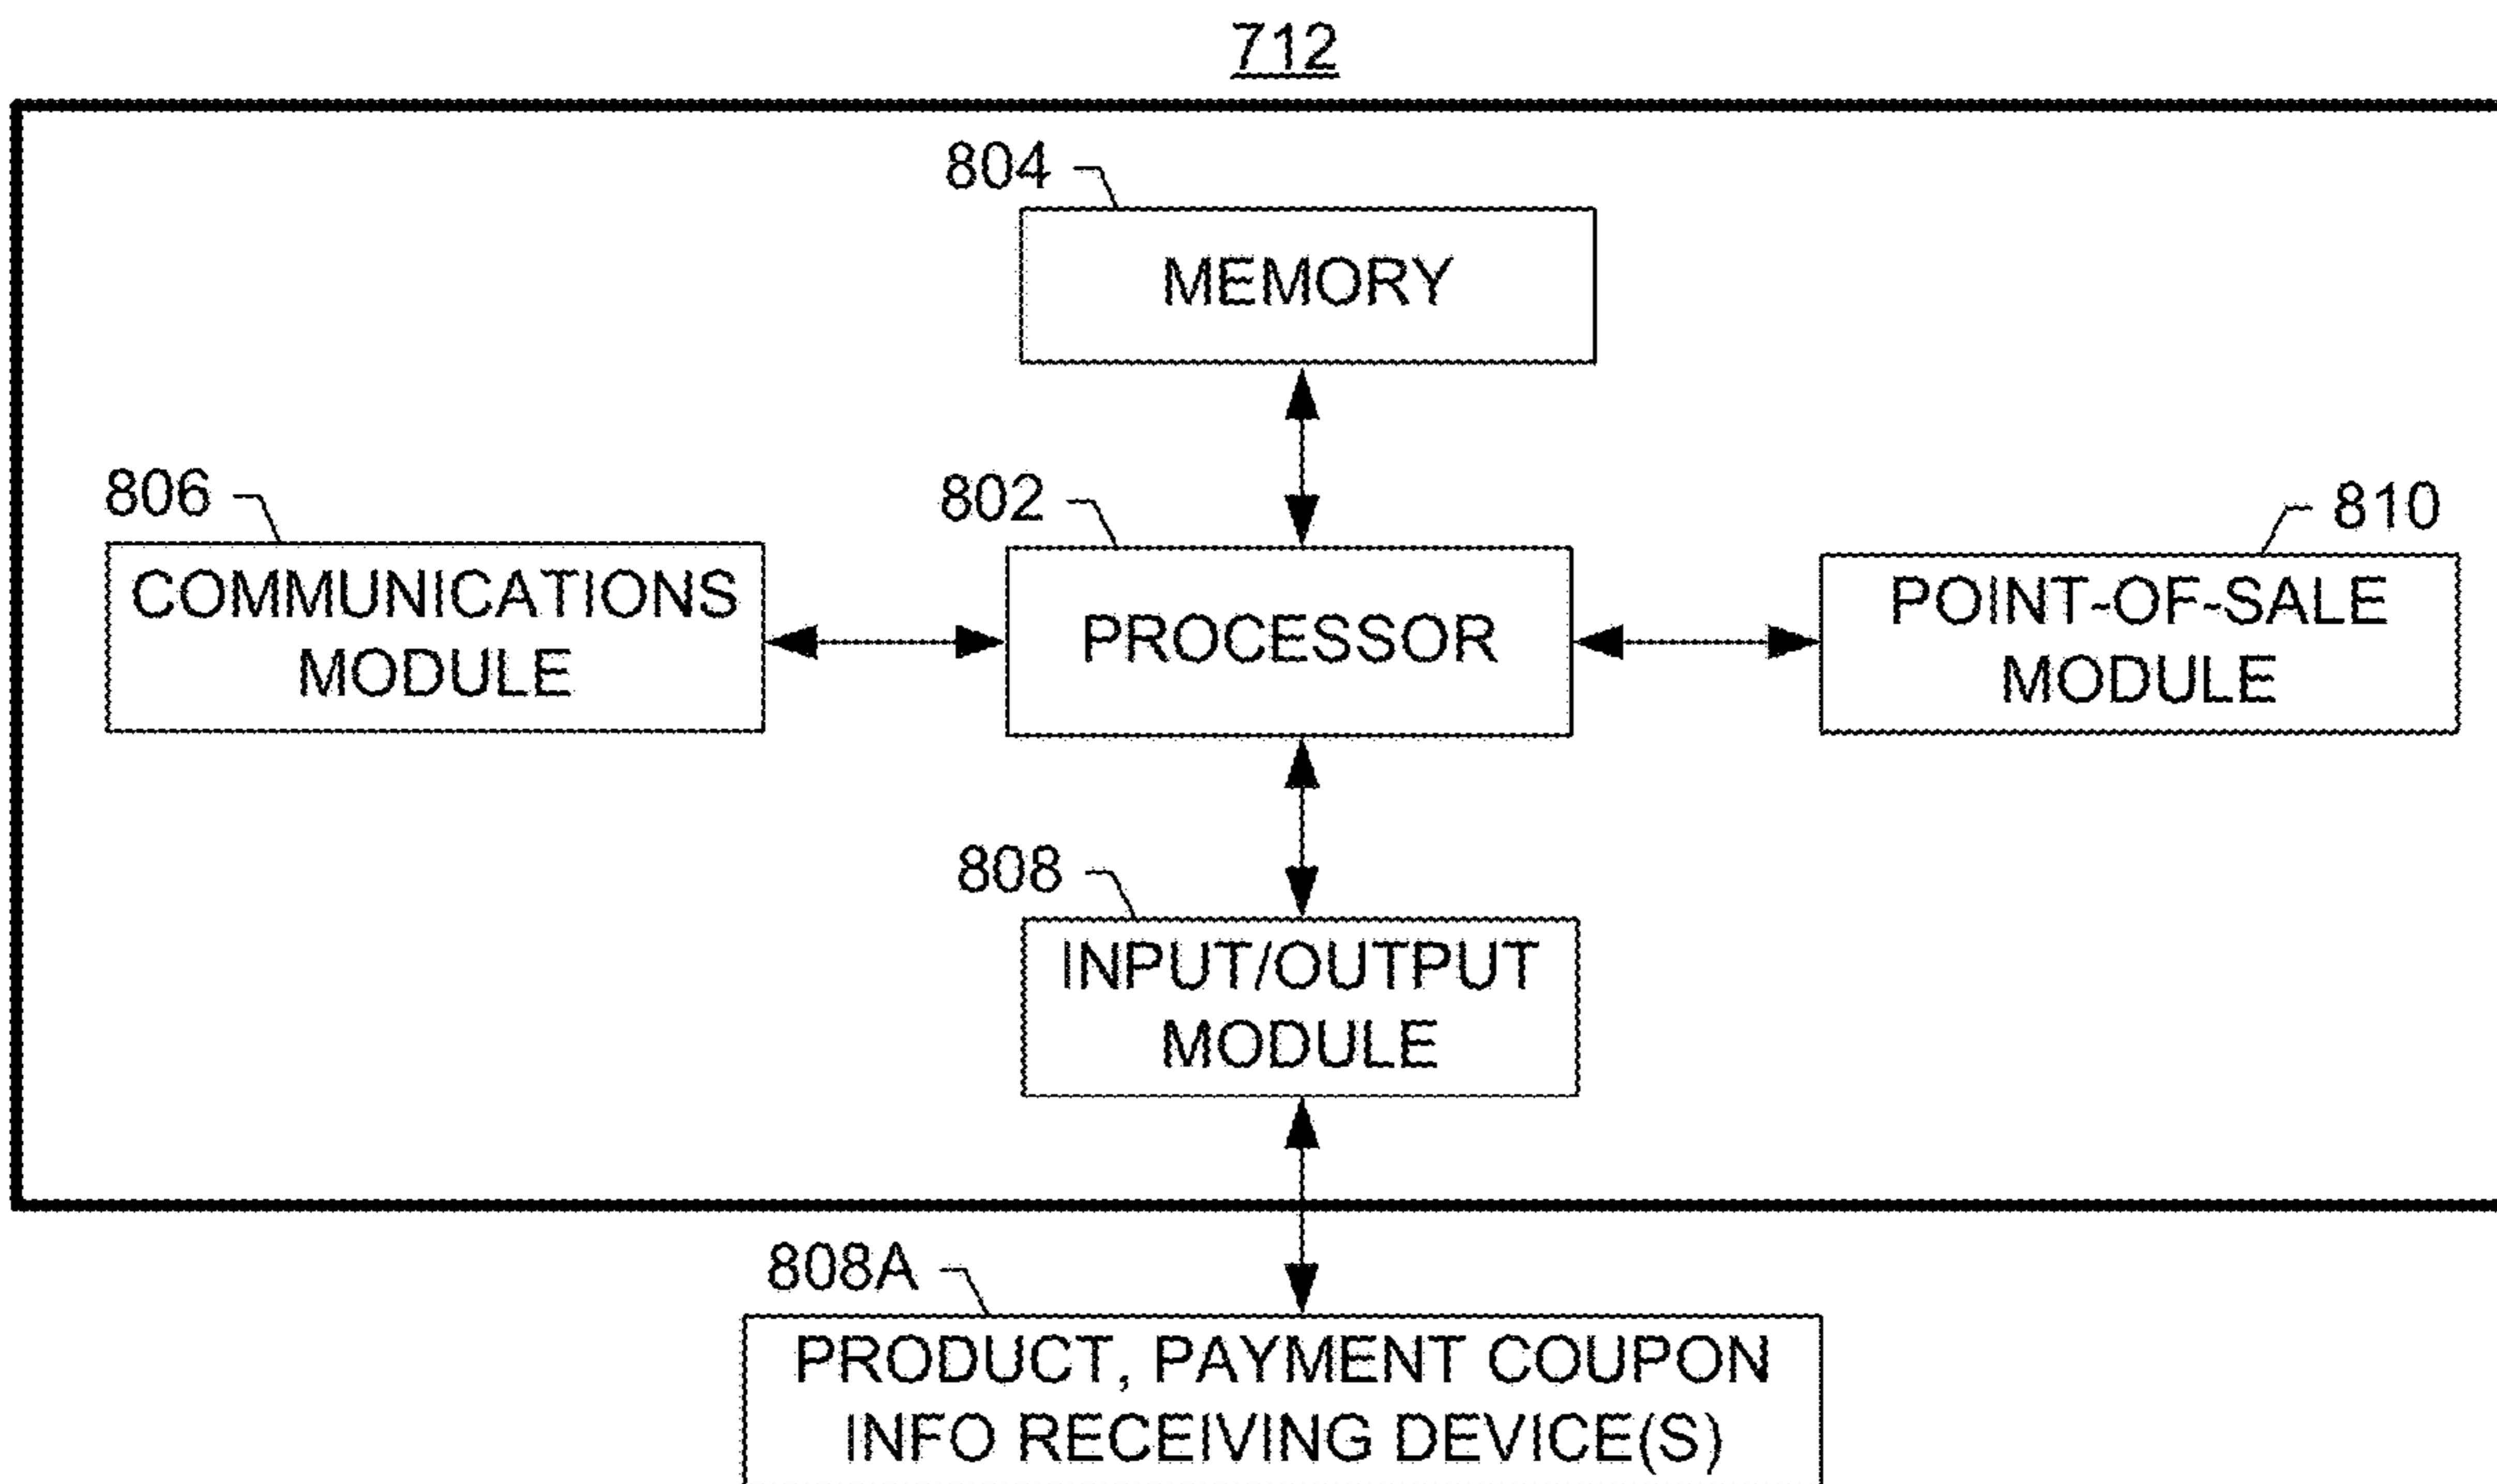 712
804
MEMORY
806
802
810
COMMUNICATIONS
MODULE
PROCESSOR
POINT-OF-SALE
MODULE
808
INPUT/OUTPUT
MODULE
808A
PRODUCT, PAYMENT COUPON
INFO RECEIVING DEVICE(S)